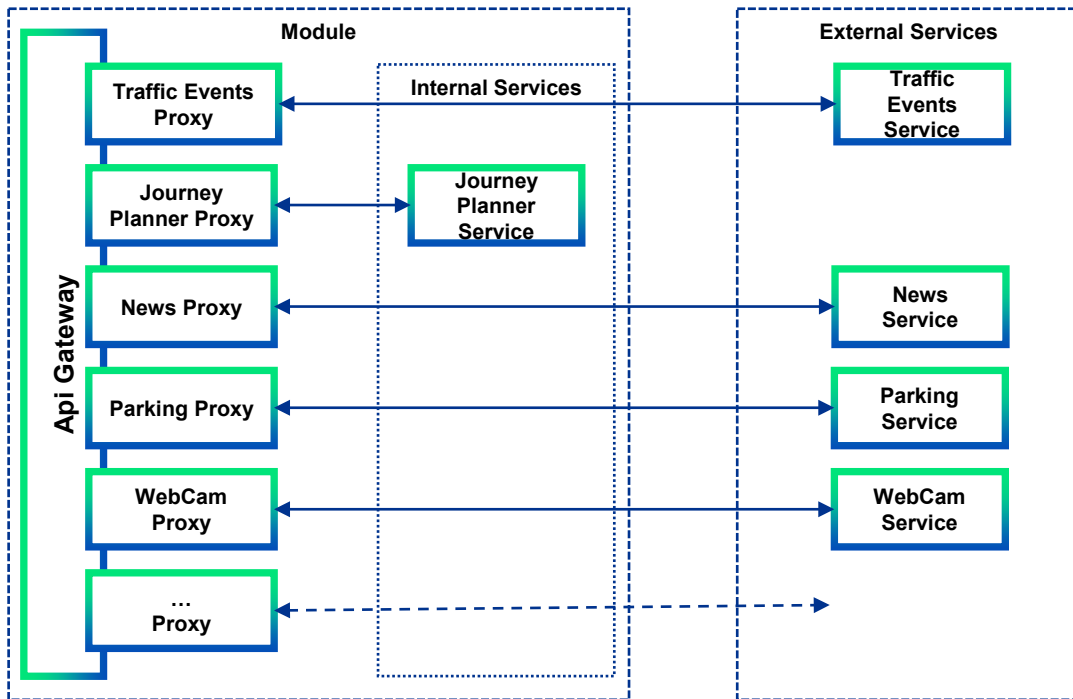 Module
External Services
Api Gateway
Internal Services
Traffic Events
Proxy
Traffic
Events
Service
Journey
Planner Proxy
Journey
Planner
Service
News Proxy
News
Service
Parking Proxy
Parking
Service
WebCam
Proxy
WebCam
Service
...
Proxy